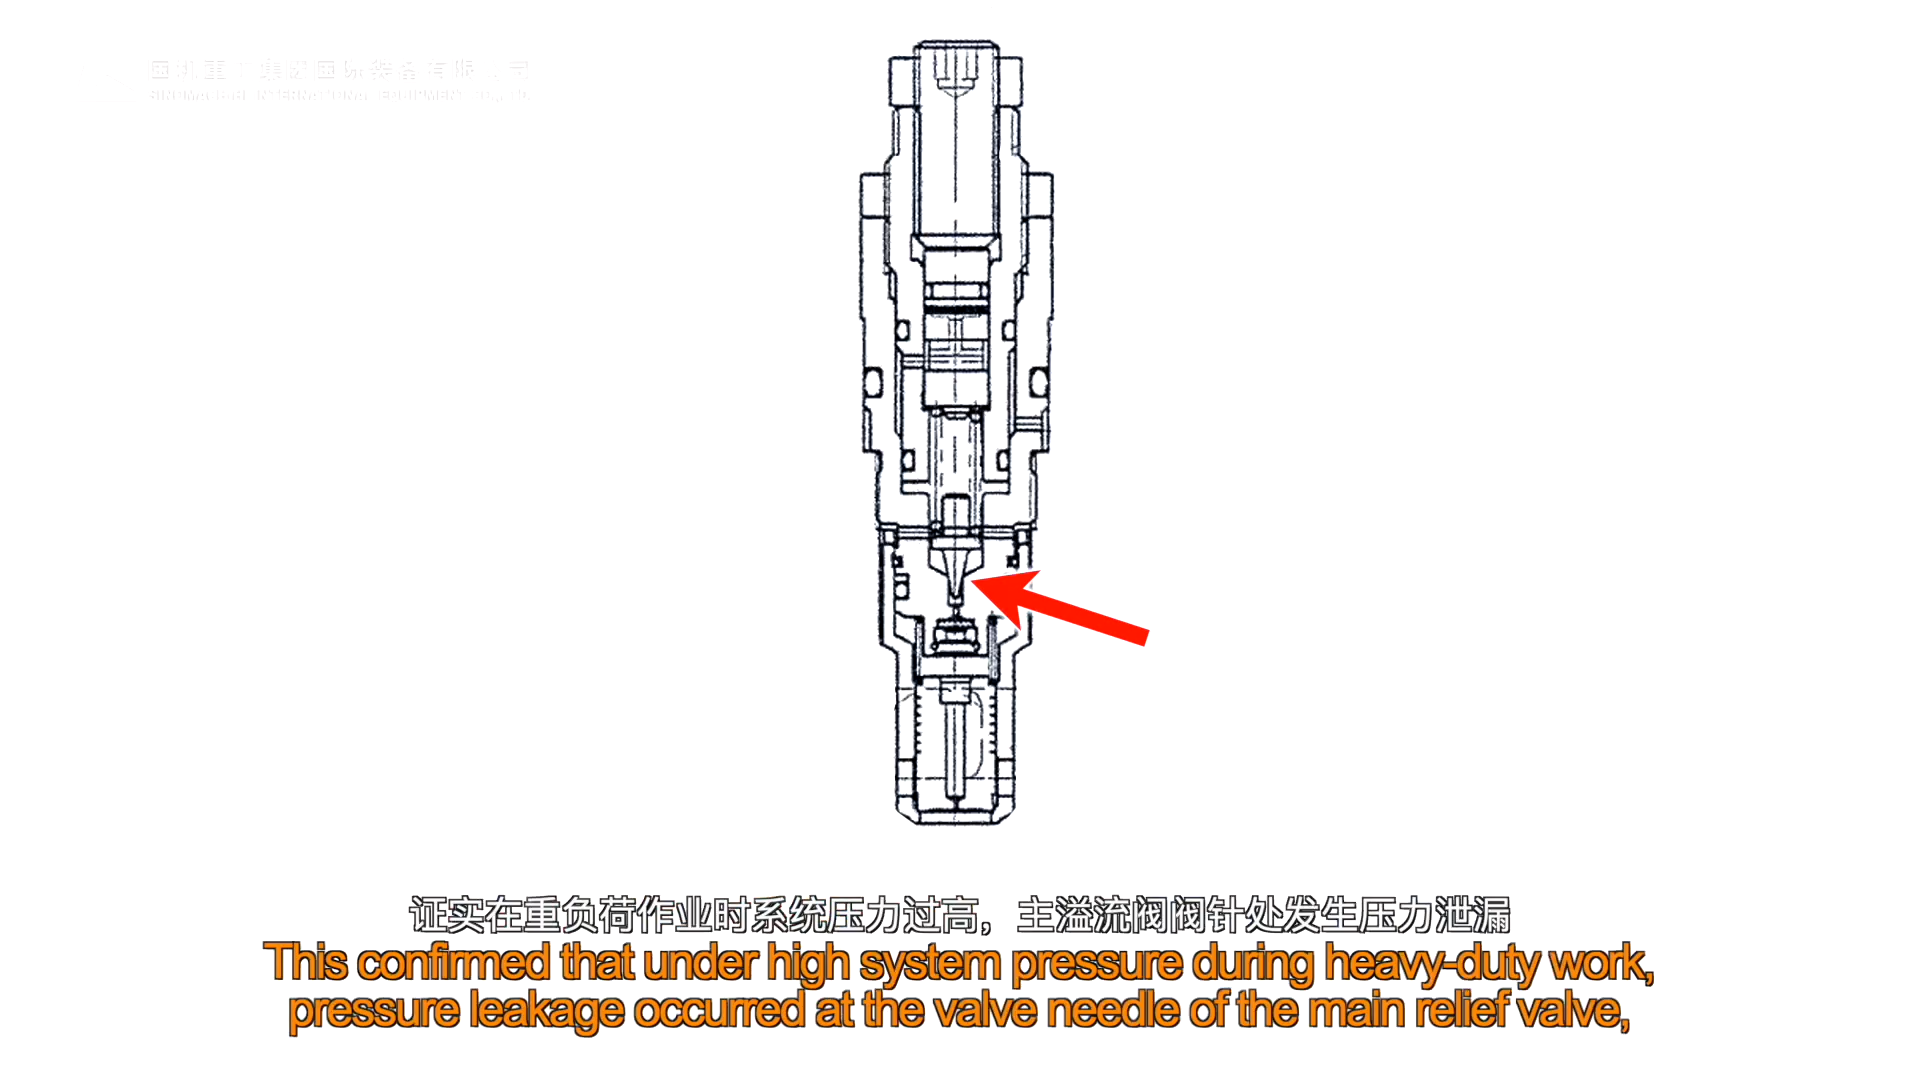 证实在重负荷作业时系统压力过高，主溢流阀阀针处发生压力泄漏
This confirmed that under high system pressure during heavy-duty work,
pressure leakage occurred at the valve needle of the main relief valve,